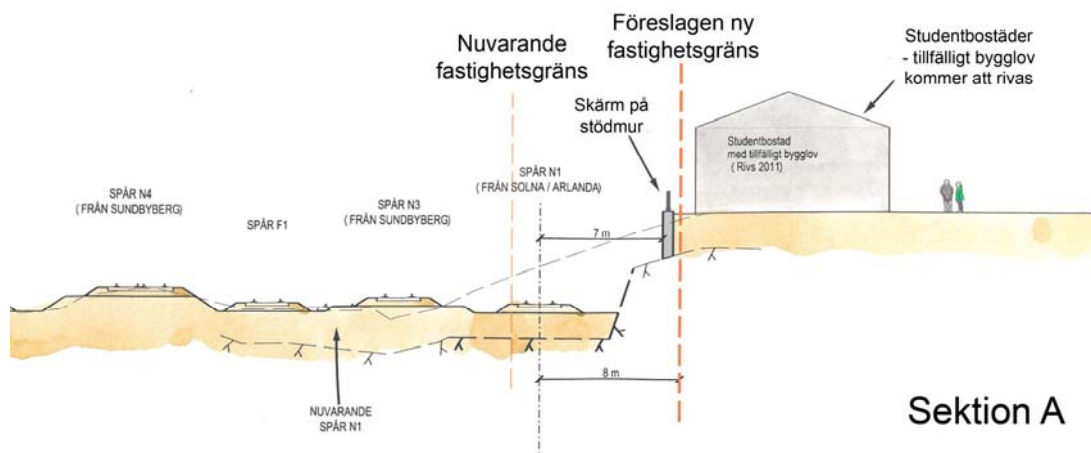 Nuvarande
fastighetsgräns
Föreslagen ny
fastighetsgräns
Studentbostäder
- tillfälligt bygglov
kommer att rivas
Skärm på
stödmur
Studentbostad
med tillfälligt bygglov
( Rivs 2011)
SPÅR N4
( FRÅN SUNDBYBERG)
SPÅR F1
SPÅR N3
( FRÅN SUNDBYBERG)
SPÅR N1
(FRÅN SOLNA / ARLANDA)
7 m
8 m
NUVARANDE
SPÅR N1
Sektion A